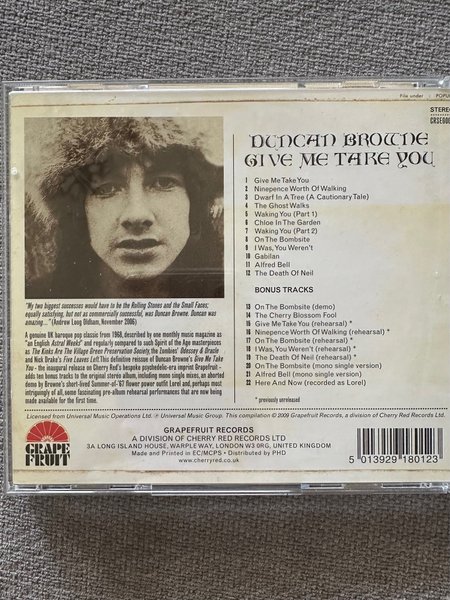 File under : POPU
STEREO
CRSEG00
DUNCAN BROWNE
GIVE ME TAKE YOU
1 Give Me Take You
2 Ninepence Worth Of Walking
3 Dwarf In A Tree (A Cautionary Tale)
4 The Ghost Walks
5 Waking You (Part 1)
6 Chloe In The Garden
7 Waking You (Part 2)
8 On The Bombsite
9 I Was, You Weren't
10 Gabilan
11 Alfred Bell
12 The Death Of Neil
BONUS TRACKS
13 On The Bombsite (demo)
14 The Cherry Blossom Fool
15 Give Me Take You (rehearsal) *
16 Ninepence Worth Of Walking (rehearsal) *
17 On The Bombsite (rehearsal) *
18 I Was, You Weren't (rehearsal) *
19 The Death Of Neil (rehearsal) *
20 On The Bombsite (mono single version)
21 Alfred Bell (mono single version)
22 Here And Now (recorded as Lorel)
* previously unreleased
"My two biggest successes would have to be the Rolling Stones and the Small Faces;
equally satisfying, but not as commercially successful, was Duncan Browne. Duncan
was amazing..." (Andrew Loog Oldham, November 2006)
A genuine UK baroque pop classic from 1968, described by one monthly music magazine as
"an English Astral Weeks" and regularly compared to such Spirit of the Age masterpieces
as The Kinks Are The Village Green Preservation Society, the Zombies' Odessey & Oracle
and Nick Drake's Five Leaves Left. This definitive reissue of Duncan Browne's Give Me Take
You - the inaugural release on Cherry Red's bespoke psychedelic-era imprint Grapefruit -
adds ten bonus tracks to the original stereo album, including mono single mixes, an aborted
demo by Browne's short-lived Summer-of-'67 flower power outfit Lorel and, perhaps most
intriguingly of all, some fascinating pre-album rehearsal performances that are now being
made available for the first time.
Licensed from Universal Music Operations Ltd. ℗ Universal Music Group. This compilation © 2009 Grapefruit Records, a division of Cherry Red Records Ltd.
GRAPE
FRUIT
GRAPEFRUIT RECORDS
A DIVISION OF CHERRY RED RECORDS LTD
3A LONG ISLAND HOUSE, WARPLE WAY, LONDON W3 0RG, UNITED KINGDOM
Made and Printed in EC/MCPS • Distributed by PHD
www.cherryred.co.uk
5 013929 180123